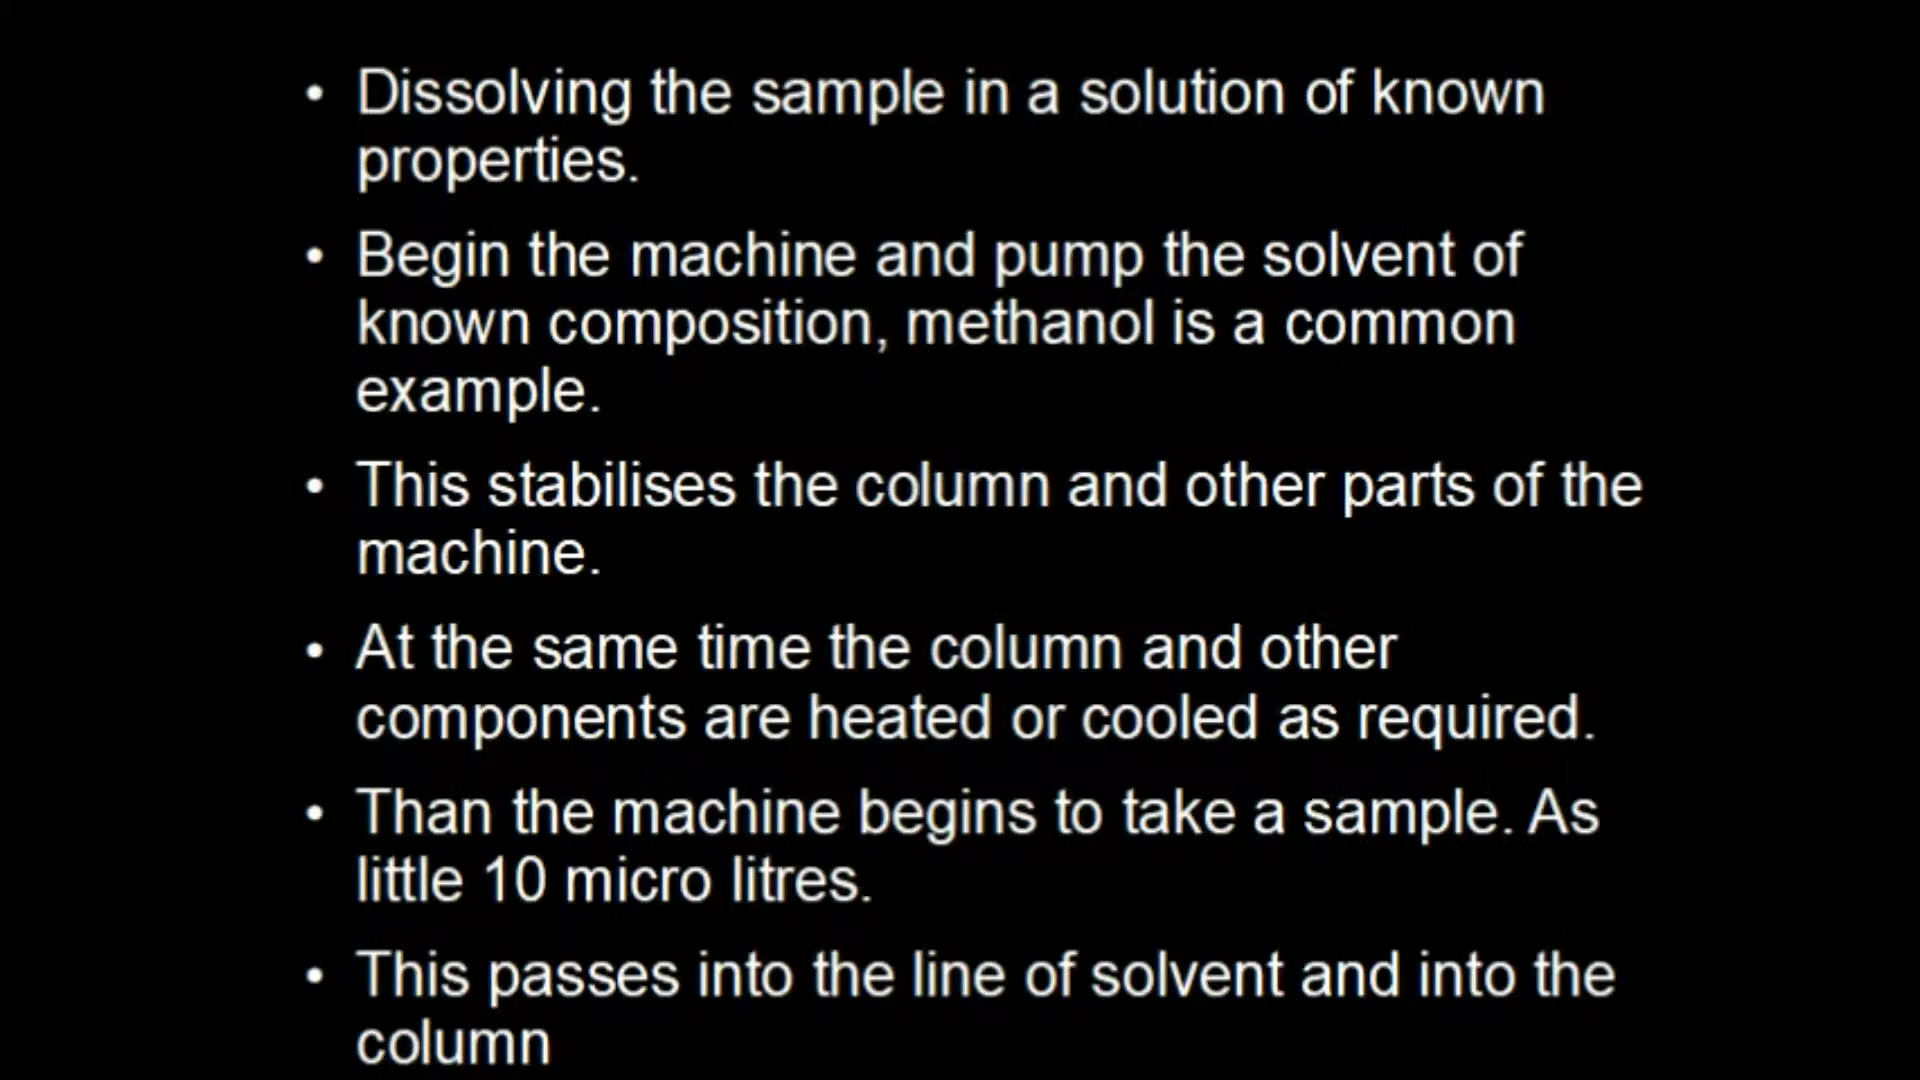 • Dissolving the sample in a solution of known
properties.
• Begin the machine and pump the solvent of
known composition, methanol is a common
example.
• This stabilises the column and other parts of the
machine.
• At the same time the column and other
components are heated or cooled as required.
• Than the machine begins to take a sample. As
little 10 micro litres.
• This passes into the line of solvent and into the
column